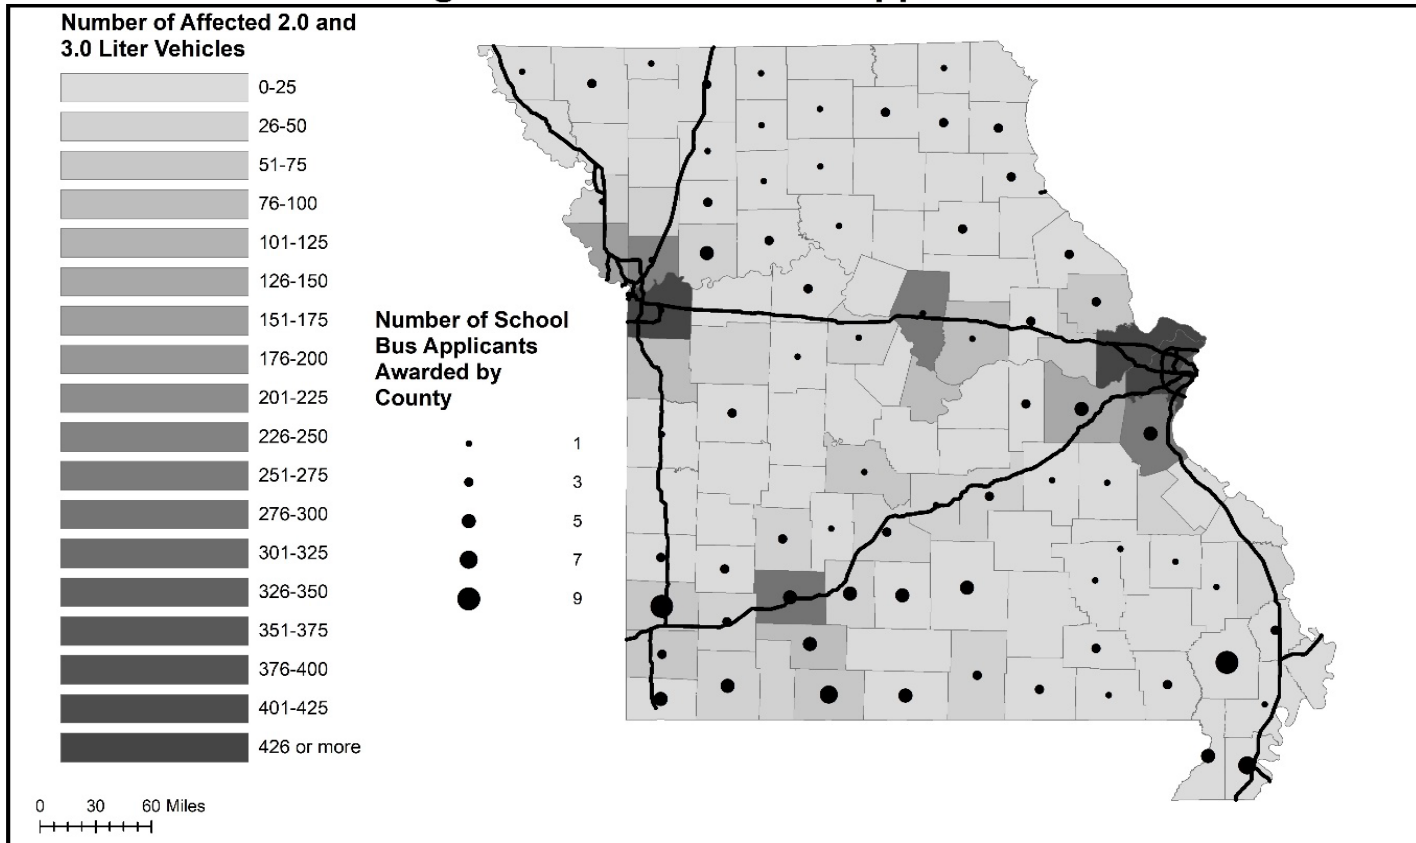 Number of Affected 2.0 and
3.0 Liter Vehicles
0-25
26-50
51-75
76-100
101-125
126-150
151-175
176-200
201-225
226-250
251-275
276-300
301-325
326-350
351-375
376-400
401-425
426 or more
Number of School
Bus Applicants
Awarded by
County
1
3
5
7
9
0 30 60 Miles